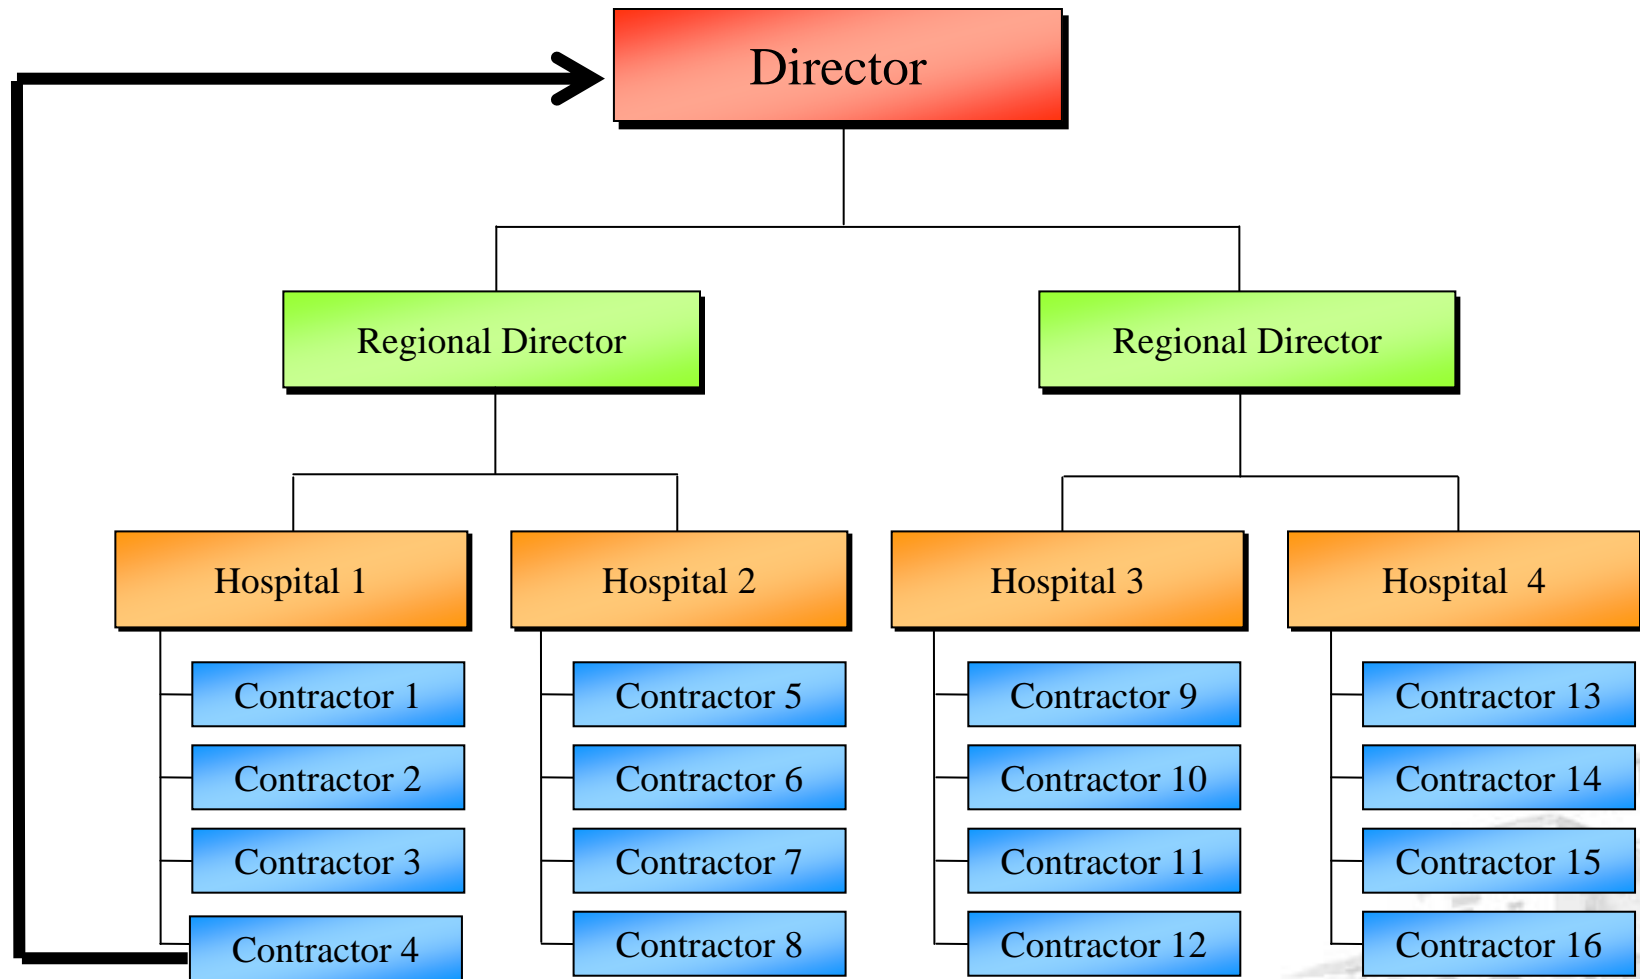 Director
Regional Director
Regional Director
Hospital 1
Hospital 2
Hospital 3
Hospital  4
Contractor 1
Contractor 5
Contractor 9
Contractor 13
Contractor 2
Contractor 6
Contractor 10
Contractor 14
Contractor 3
Contractor 7
Contractor 11
Contractor 15
Contractor 4
Contractor 8
Contractor 12
Contractor 16